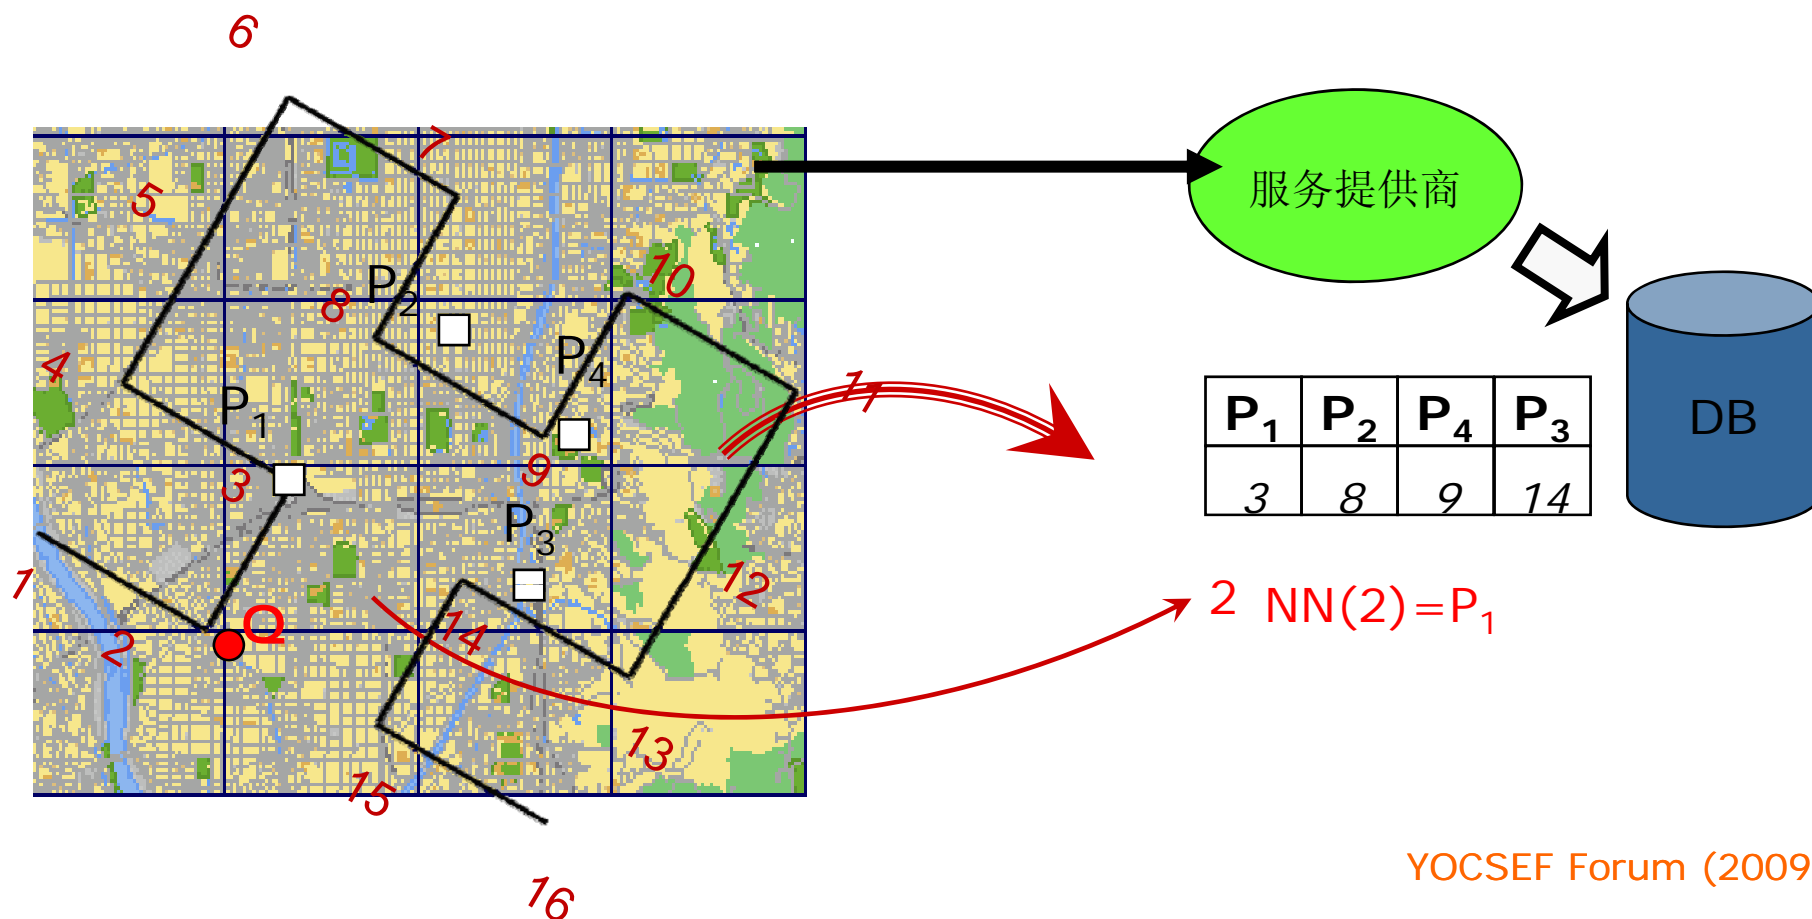 6
7
5
服务提供商
10
P2
8
P4
4
11
P1
P1 P2 P4 P3
DB
3
9
3 8 9 14
P3
1
12
2 NN(2)=P1
Q
14
2
13
15
YOCSEF Forum (2009
16